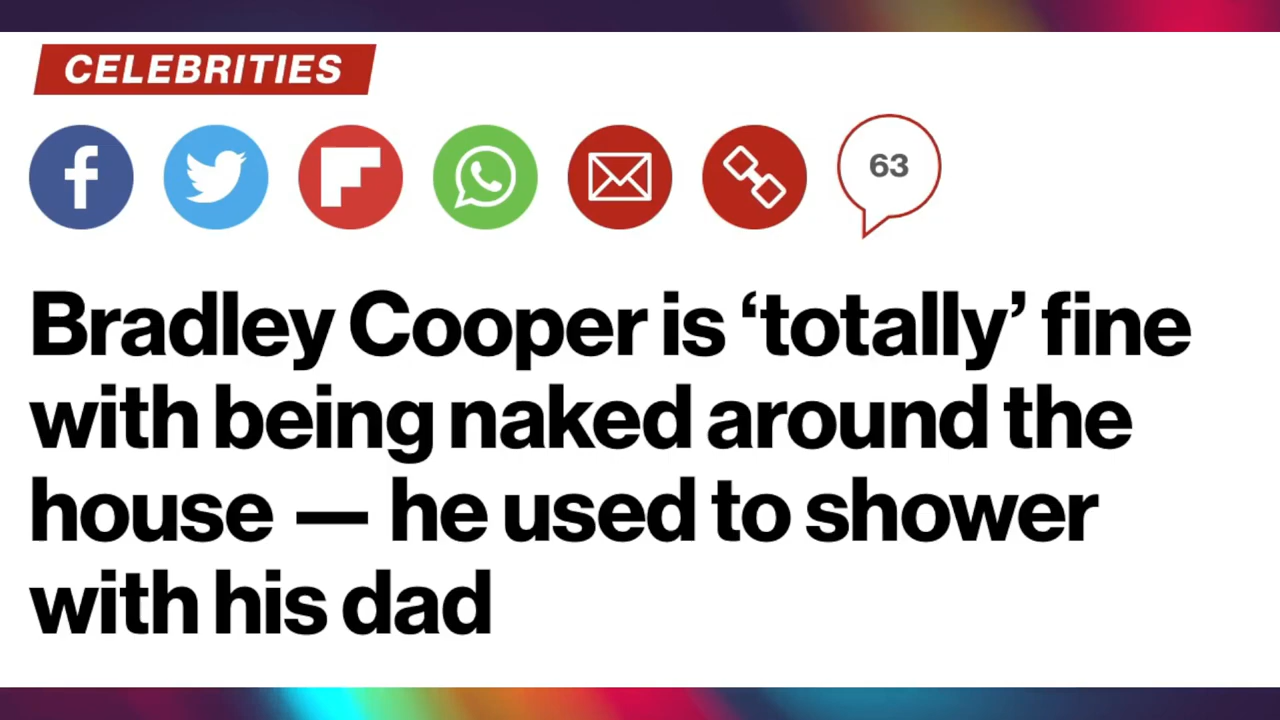 CELEBRITIES
63
Bradley Cooper is ‘totally’ fine
with being naked around the
house — he used to shower
with his dad